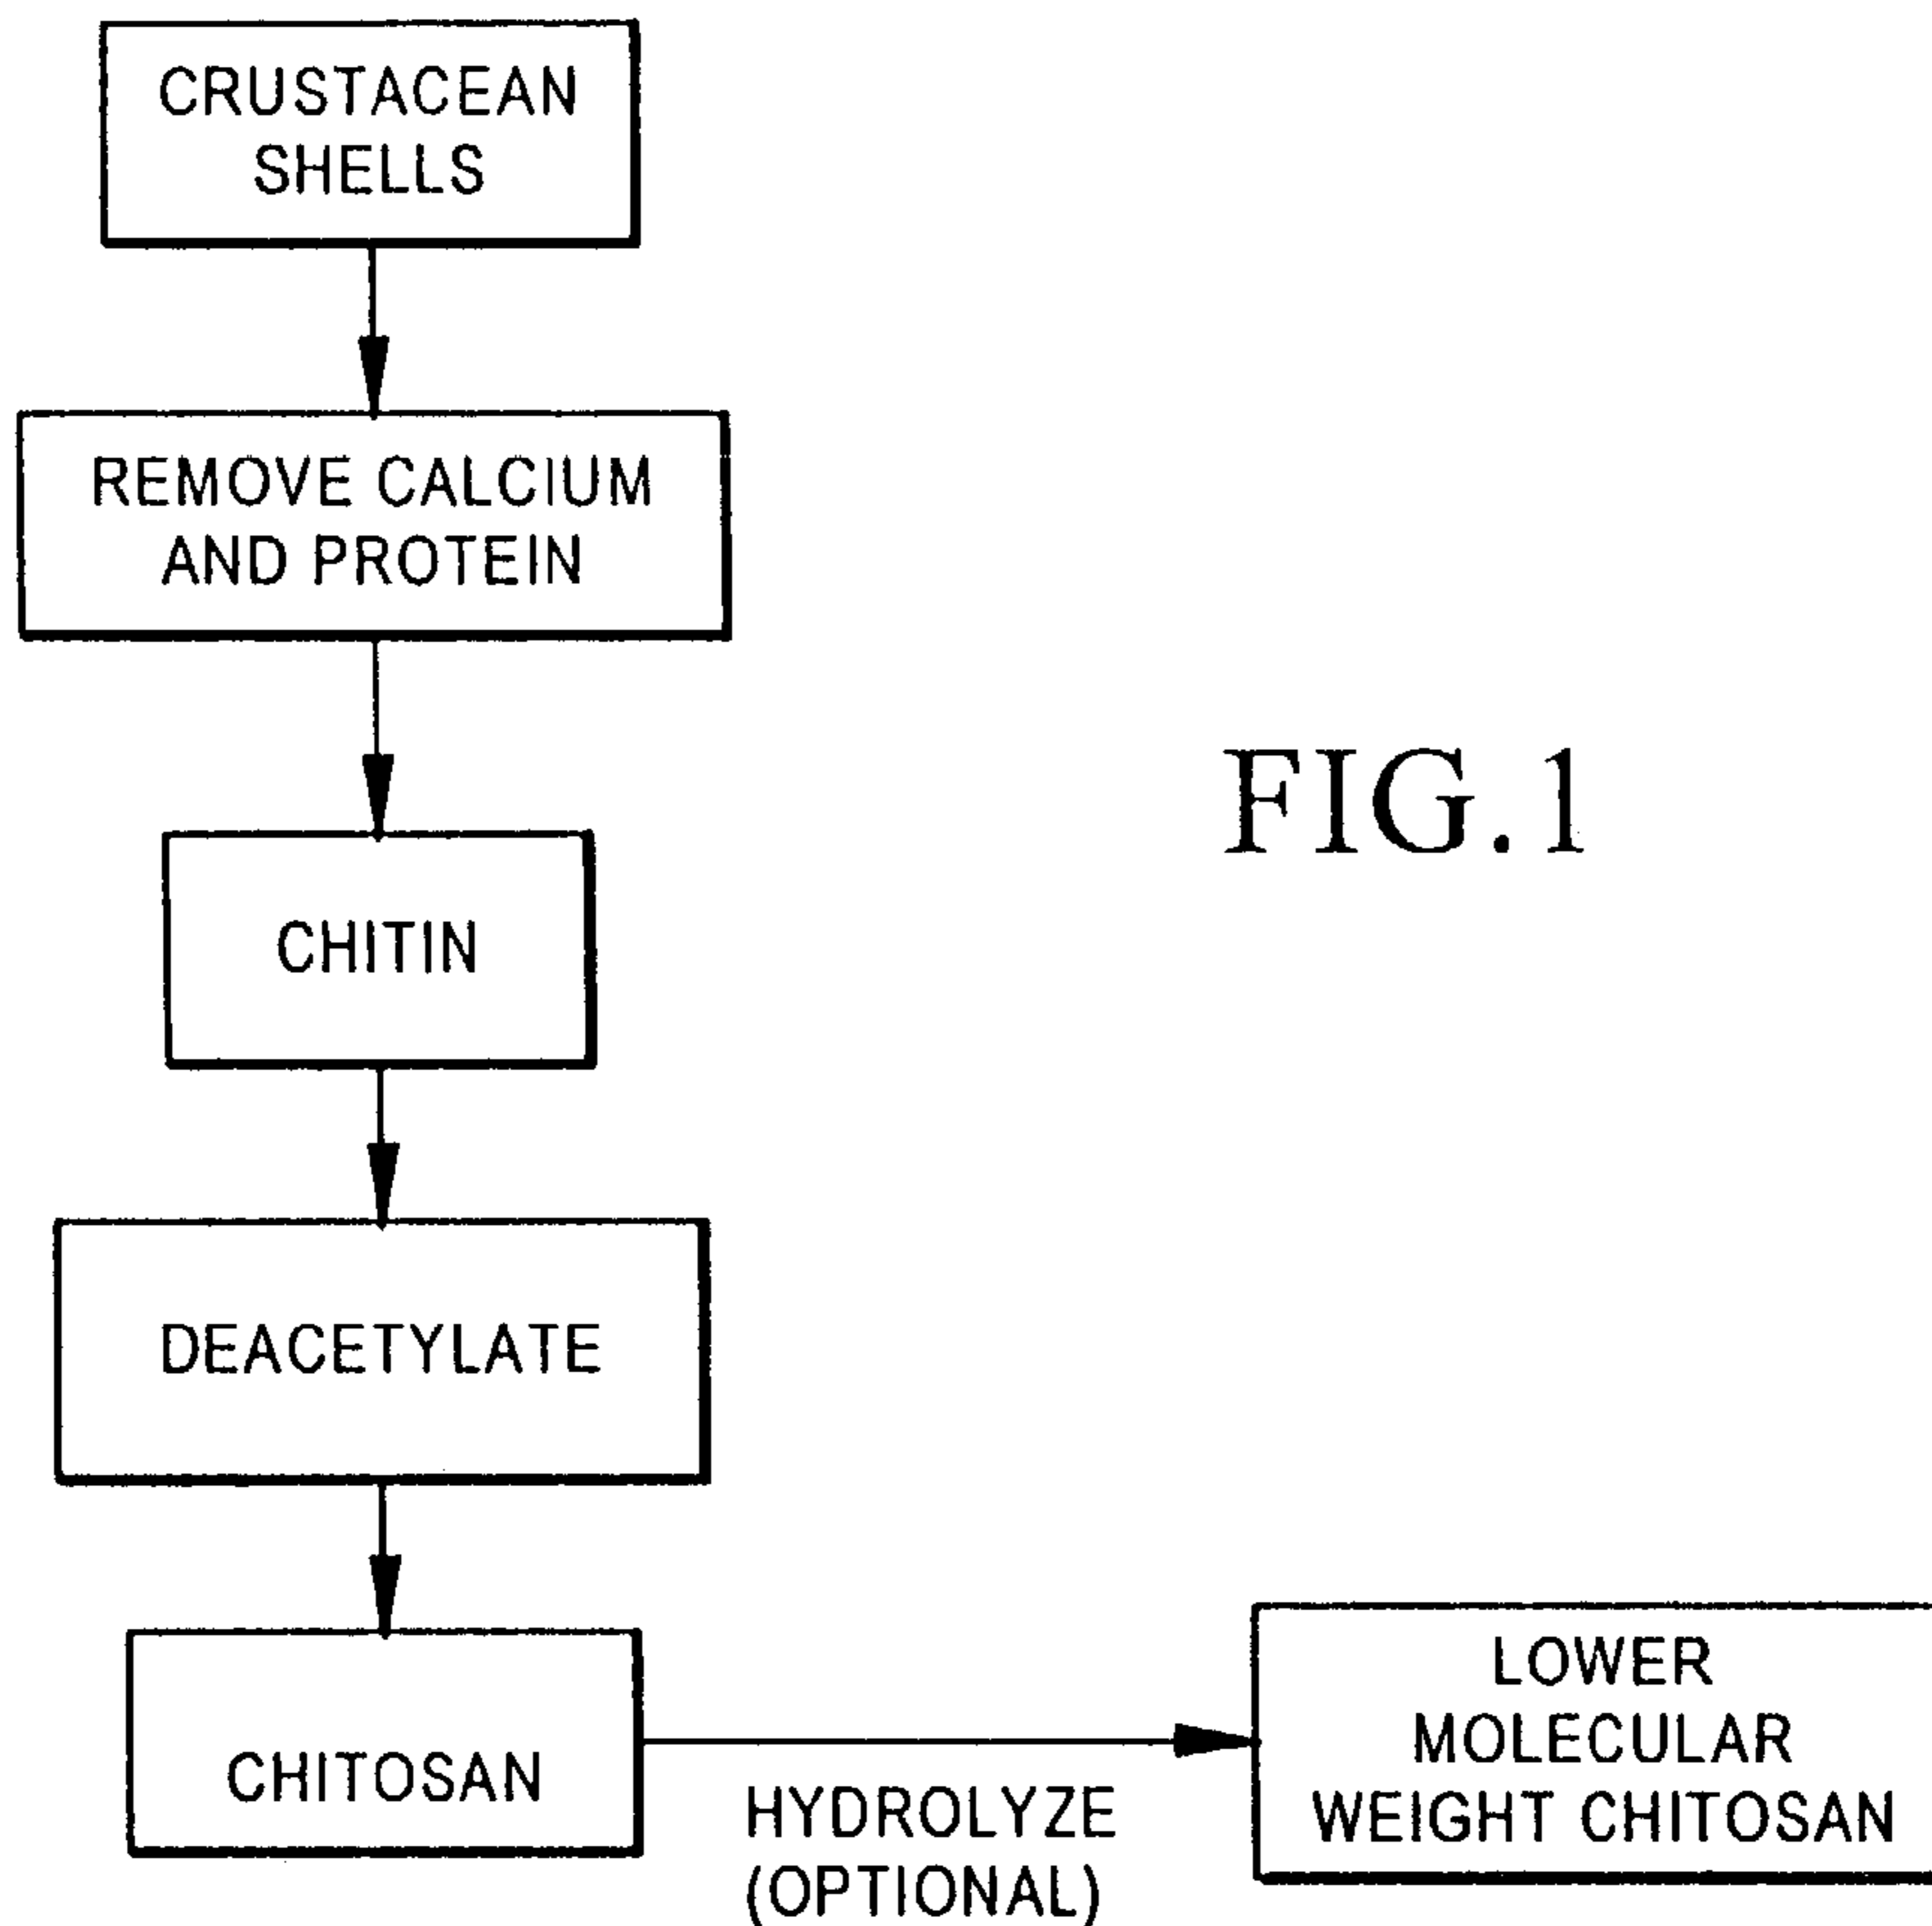 CRUSTACEAN
SHELLS
REMOVE CALCIUM
AND PROTEIN
FIG.1
CHITIN
DEACETYLATE
CHITOSAN
HYDROLYZE
(OPTIONAL)
LOWER
MOLECULAR
WEIGHT CHITOSAN